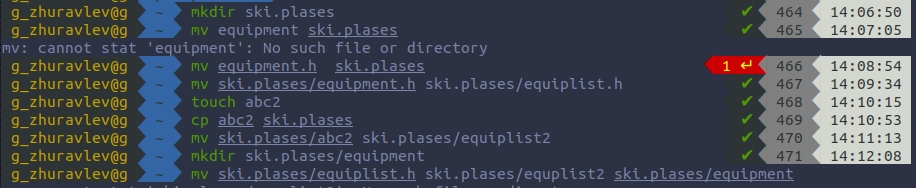 g_zhuravlev@g ~ mkdir ski.plases ✔ 464 14:06:50
g_zhuravlev@g ~ mv equipment ski.plases ✔ 465 14:07:05
mv: cannot stat 'equipment': No such file or directory
g_zhuravlev@g ~ mv equipment.h  ski.plases 1 ↵ 466 14:08:54
g_zhuravlev@g ~ mv ski.plases/equipment.h ski.plases/equiplist.h ✔ 467 14:09:34
g_zhuravlev@g ~ touch abc2 ✔ 468 14:10:15
g_zhuravlev@g ~ cp abc2 ski.plases ✔ 469 14:10:53
g_zhuravlev@g ~ mv ski.plases/abc2 ski.plases/equiplist2 ✔ 470 14:11:13
g_zhuravlev@g ~ mkdir ski.plases/equipment ✔ 471 14:12:08
g_zhuravlev@g ~ mv ski.plases/equiplist.h ski.plases/equplist2 ski.plases/equipment